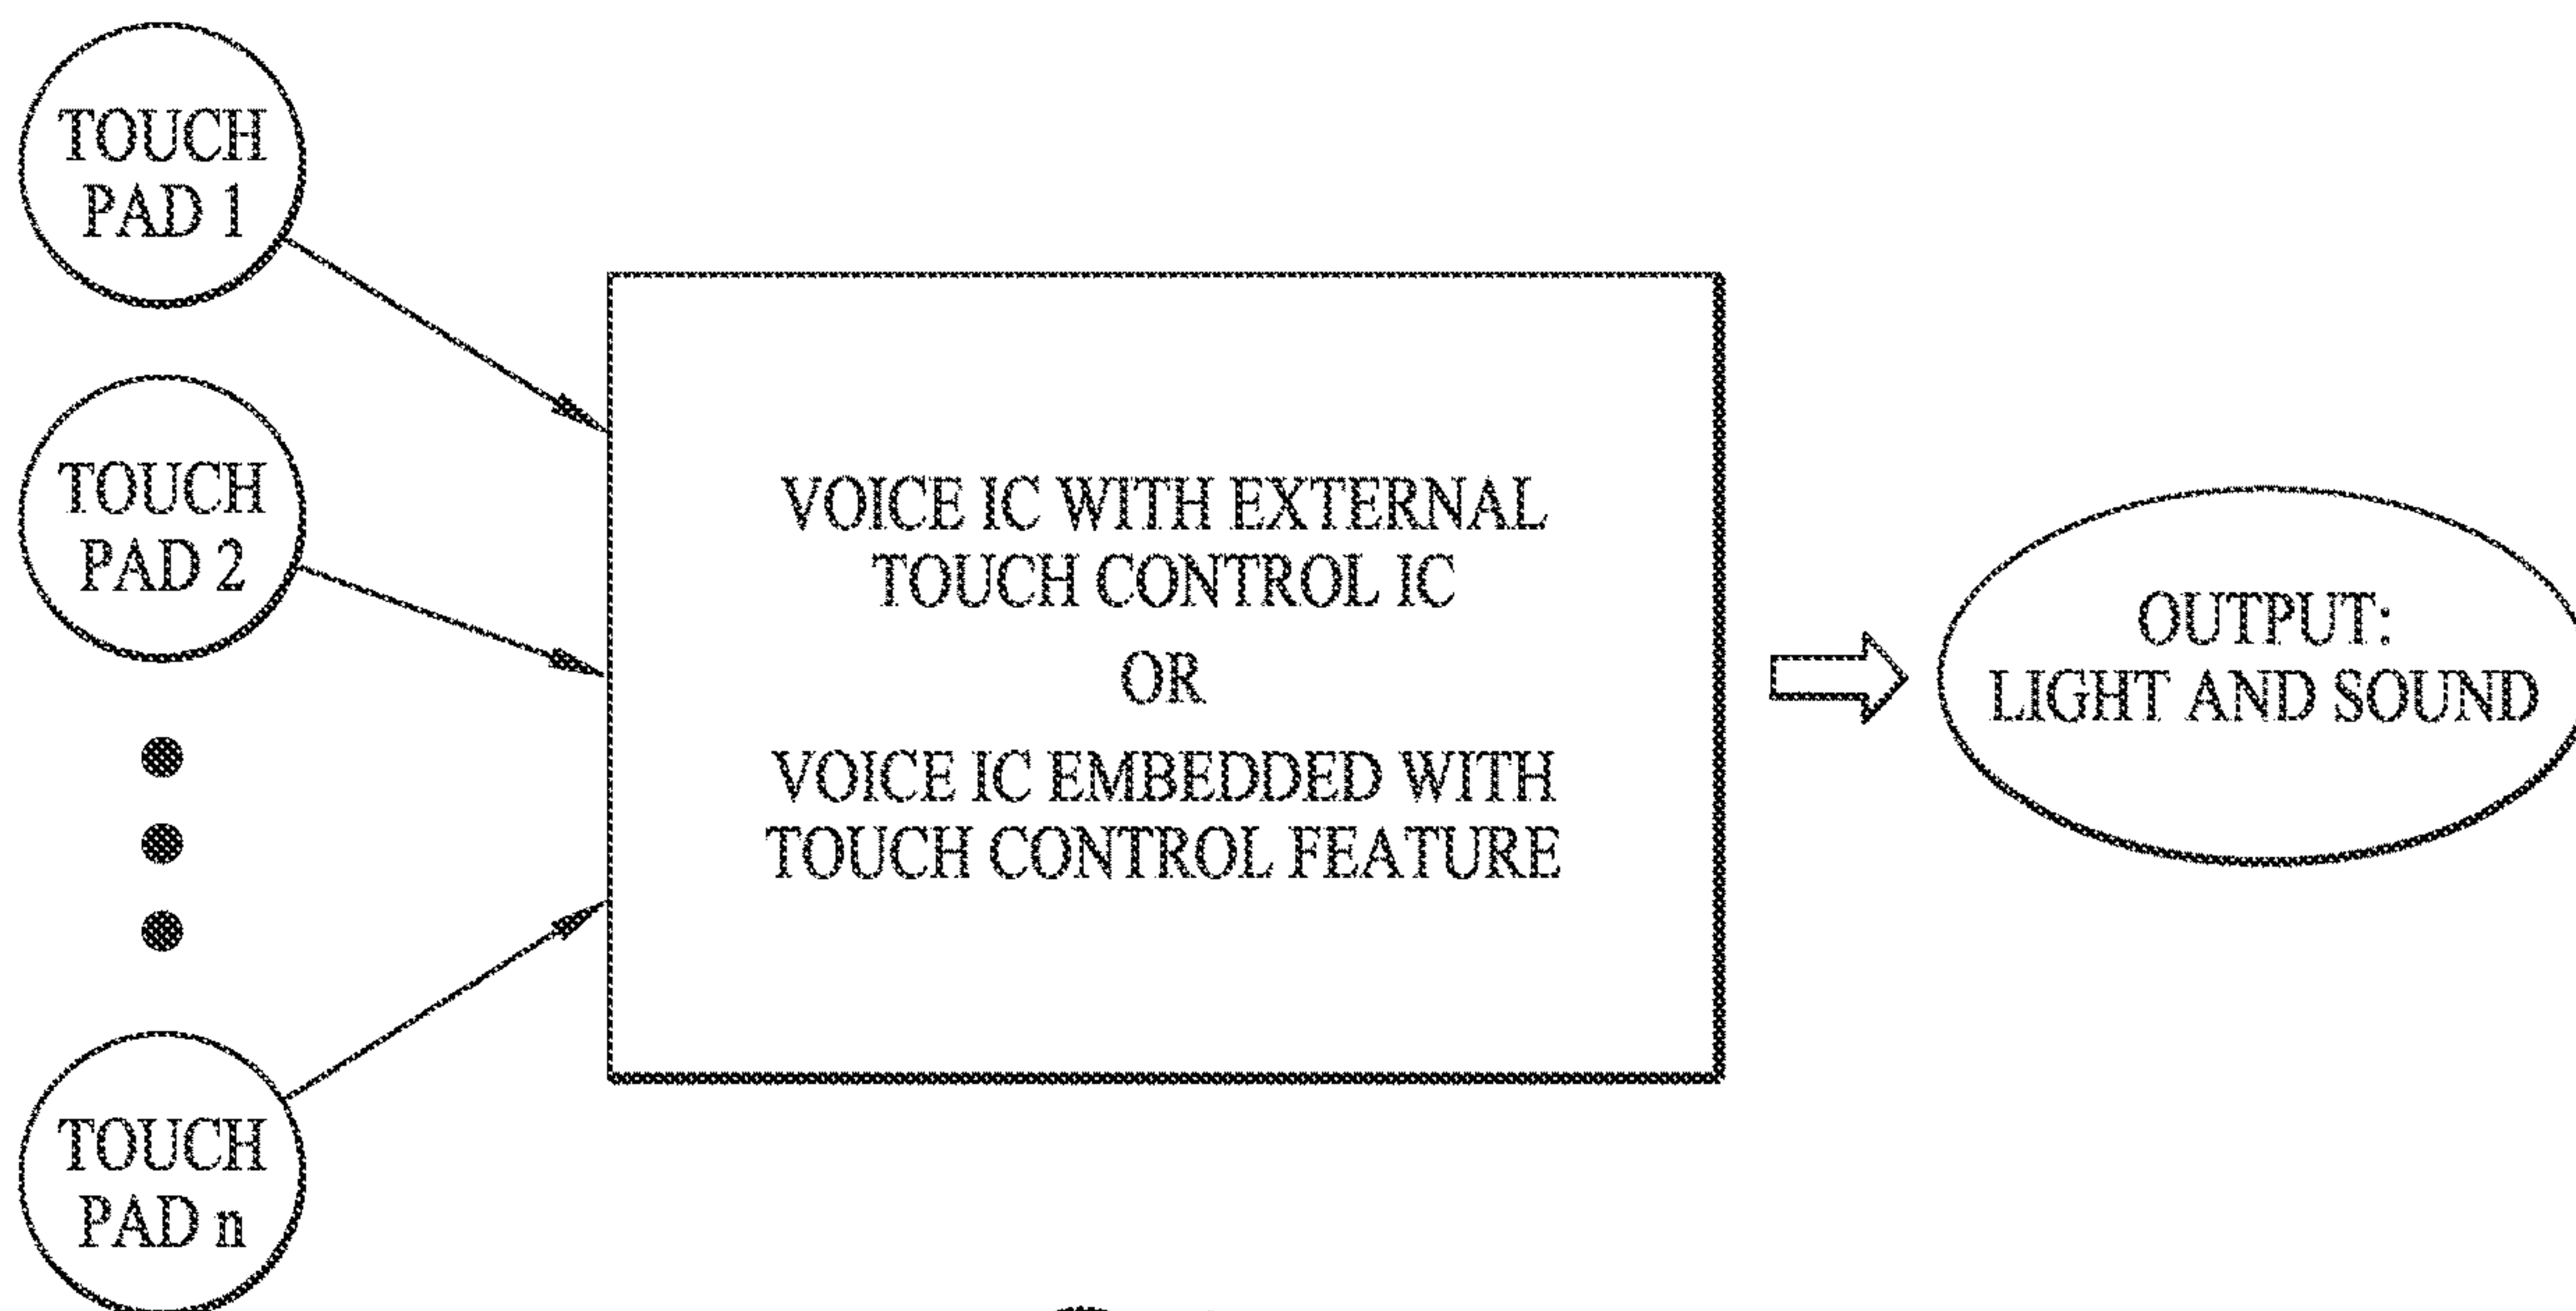 TOUCH
PAD 1
TOUCH
PAD 2
TOUCH
PAD n
VOICE IC WITH EXTERNAL
TOUCH CONTROL IC
OR
VOICE IC EMBEDDED WITH
TOUCH CONTROL FEATURE
OUTPUT:
LIGHT AND SOUND